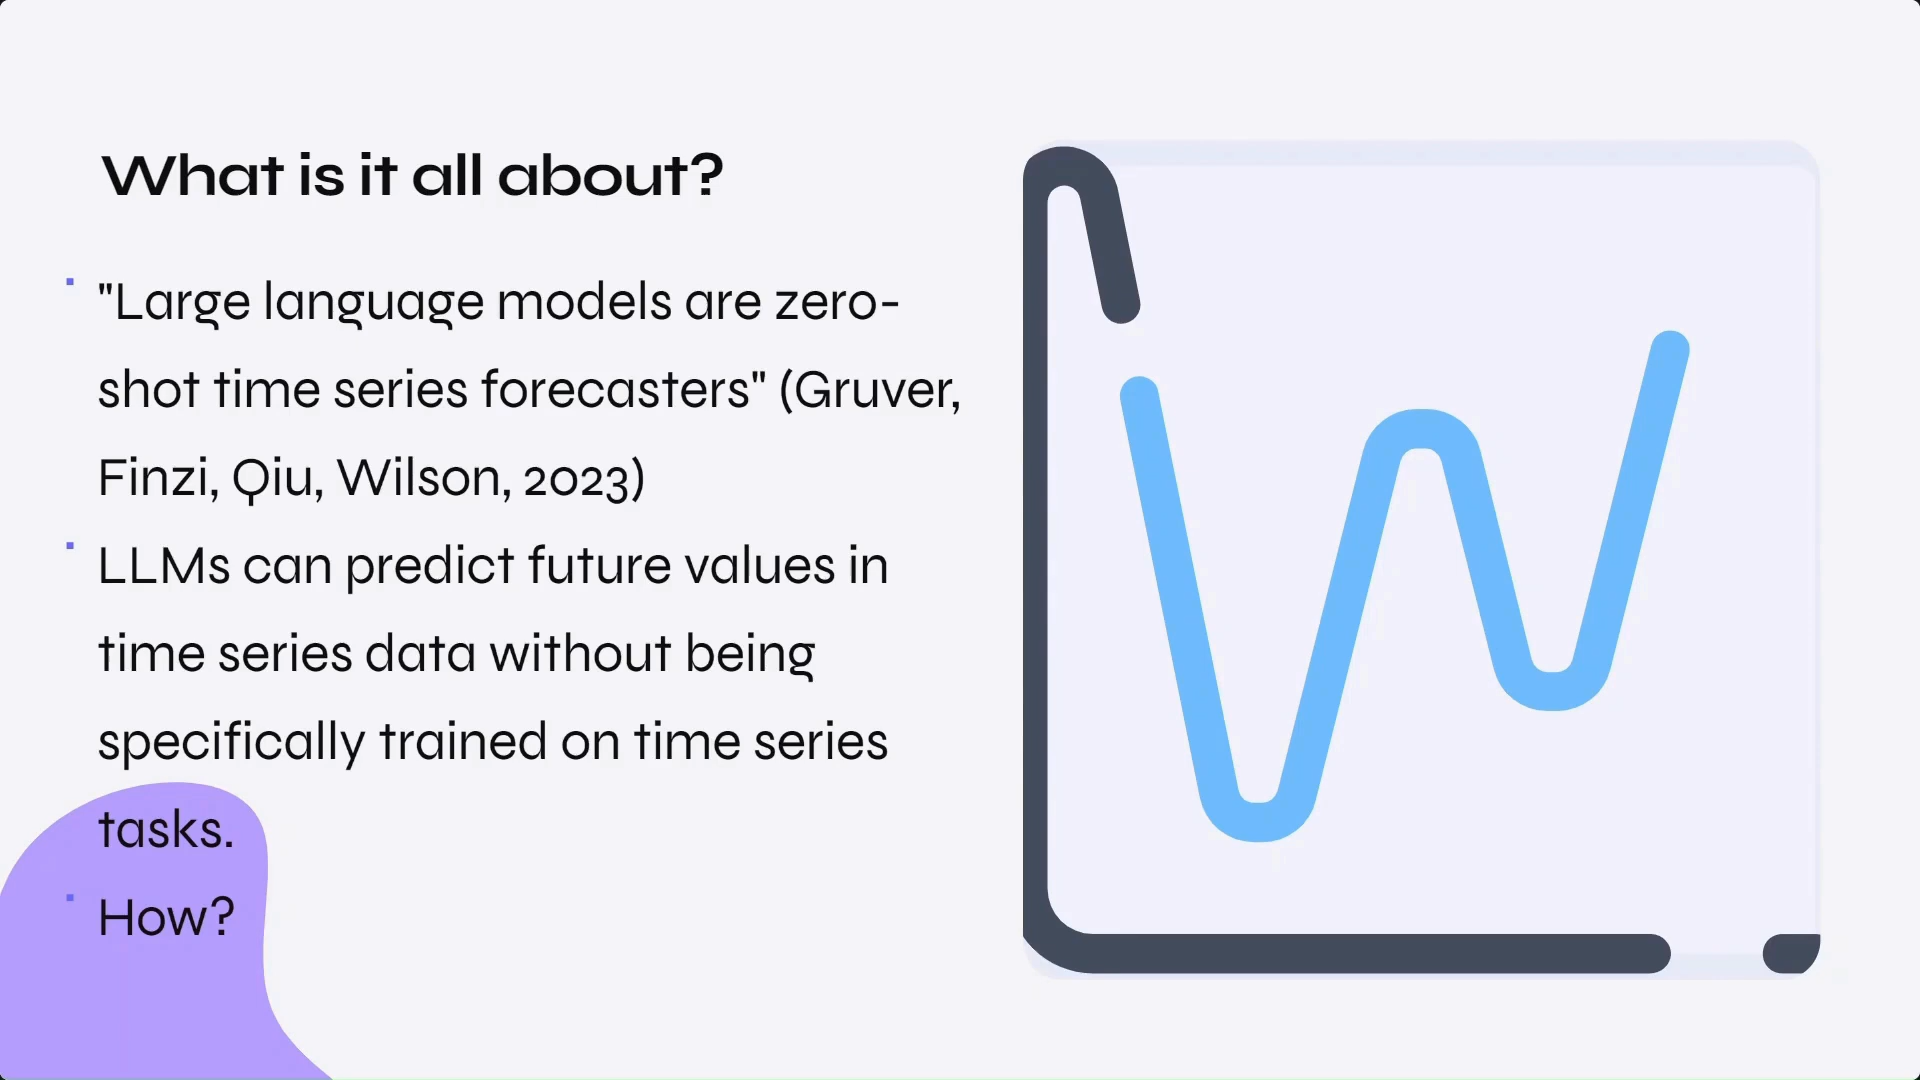 What is it all about?
"Large language models are zero-
shot time series forecasters" (Gruver,
Finzi, Qiu, Wilson, 2023)
LLMs can predict future values in
time series data without being
specifically trained on time series
tasks.
How?